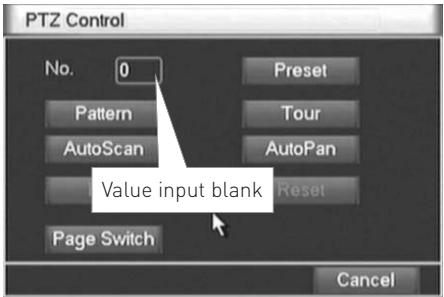 PTZ Control
No. 0 Preset
Pattern Tour
AutoScan AutoPan
Value input blank Reset
Page Switch
Cancel